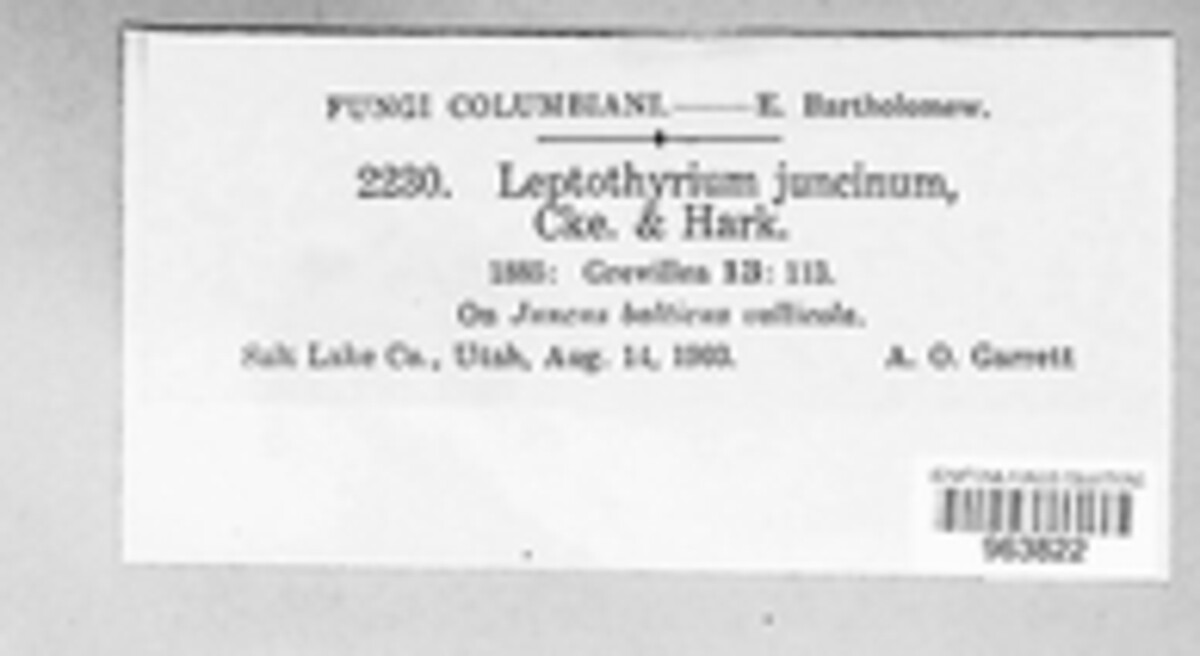 FUNGI COLUMBIANI.—E. Bartholomew.
2230. Leptothyrium juncinum,
Cke. & Hark.
1885: Grevillea 13: 113.
On Juncus balticus vallicola.
Salt Lake Co., Utah, Aug. 14, A. O. Garrett
963822